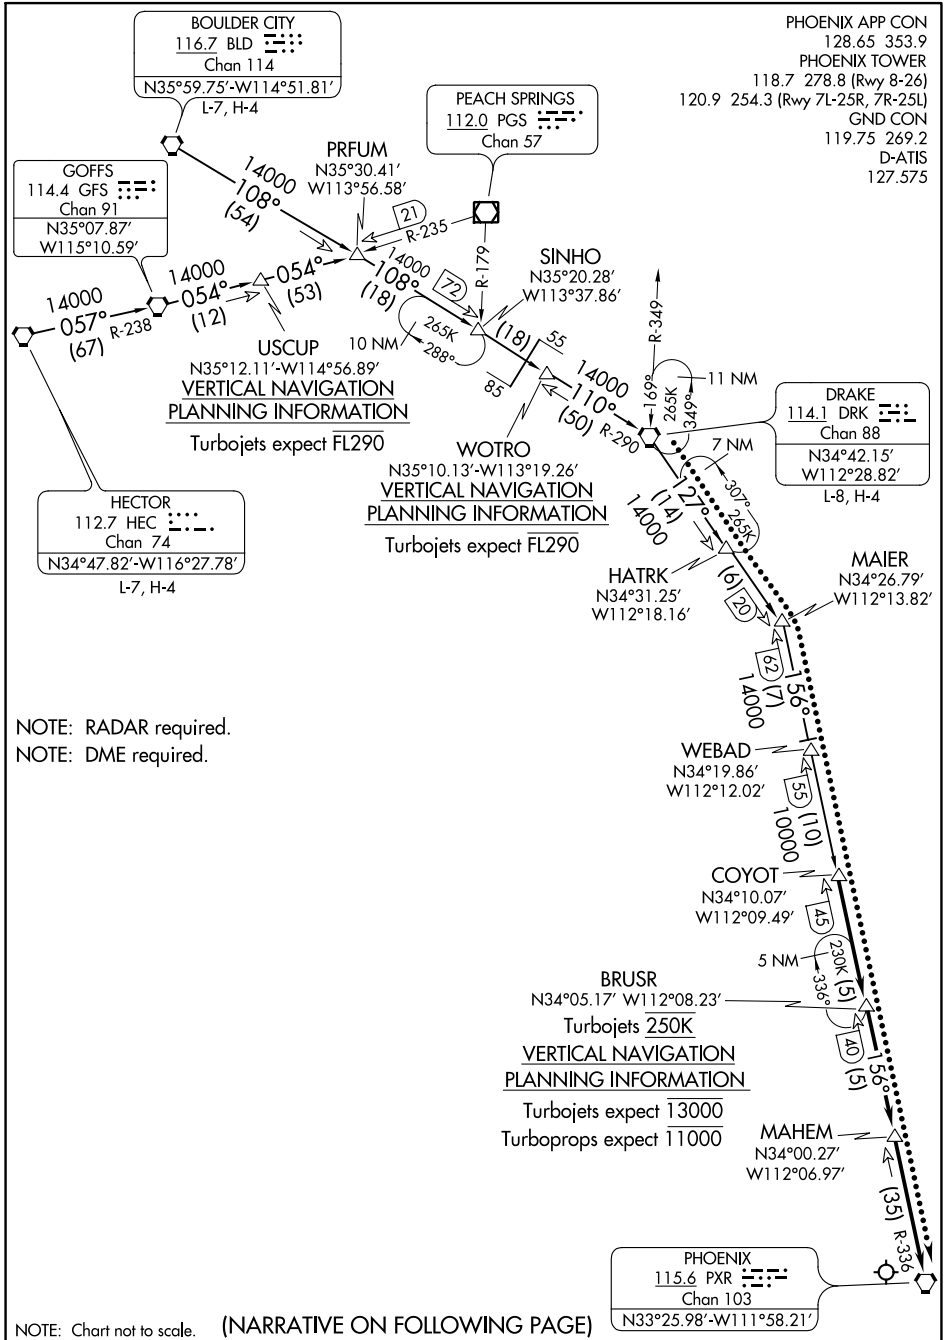 BOULDER CITY
116.7 BLD
Chan 114
N35°59.75'-W114°51.81'
L-7, H-4
PEACH SPRINGS
112.0 PGS
Chan 57
PHOENIX APP CON
128.65 353.9
PHOENIX TOWER
118.7 278.8 (Rwy 8-26)
120.9 254.3 (Rwy 7L-25R, 7R-25L)
GND CON
119.75 269.2
D-ATIS
127.575
GOFFS
114.4 GFS
Chan 91
N35°07.87'
W115°10.59'
PRFUM
N35°30.41'
W113°56.58'
14000
108°
(54)
21
R-235
R-179
14000
057°
(67)
R-238
14000
054°
(12)
054°
(53)
14000
108°
(18)
72
SINHO
N35°20.28'
W113°37.86'
265K
288°
10 NM
(18)
55
85
USCUP
N35°12.11'-W114°56.89'
VERTICAL NAVIGATION
PLANNING INFORMATION
Turbojets expect FL290
14000
110°
(50)
R-290
R-349
169°
265K
349°
11 NM
DRAKE
114.1 DRK
Chan 88
N34°42.15'
W112°28.82'
L-8, H-4
WOTRO
N35°10.13'-W113°19.26'
VERTICAL NAVIGATION
PLANNING INFORMATION
Turbojets expect FL290
7 NM
307°
265K
127°
(14)
14000
HECTOR
112.7 HEC
Chan 74
N34°47.82'-W116°27.78'
L-7, H-4
HATRK
N34°31.25'
W112°18.16'
(6)
20
MAIER
N34°26.79'
W112°13.82'
62
156°
(7)
14000
NOTE: RADAR required.
NOTE: DME required.
WEBAD
N34°19.86'
W112°12.02'
55
(10)
10000
COYOT
N34°10.07'
W112°09.49'
45
5 NM
230K
(5)
336°
BRUSR
N34°05.17' W112°08.23'
Turbojets 250K
VERTICAL NAVIGATION
PLANNING INFORMATION
Turbojets expect 13000
Turboprops expect 11000
40
156°
(5)
MAHEM
N34°00.27'
W112°06.97'
(35)
R-336
PHOENIX
115.6 PXR
Chan 103
N33°25.98'-W111°58.21'
NOTE: Chart not to scale.
(NARRATIVE ON FOLLOWING PAGE)